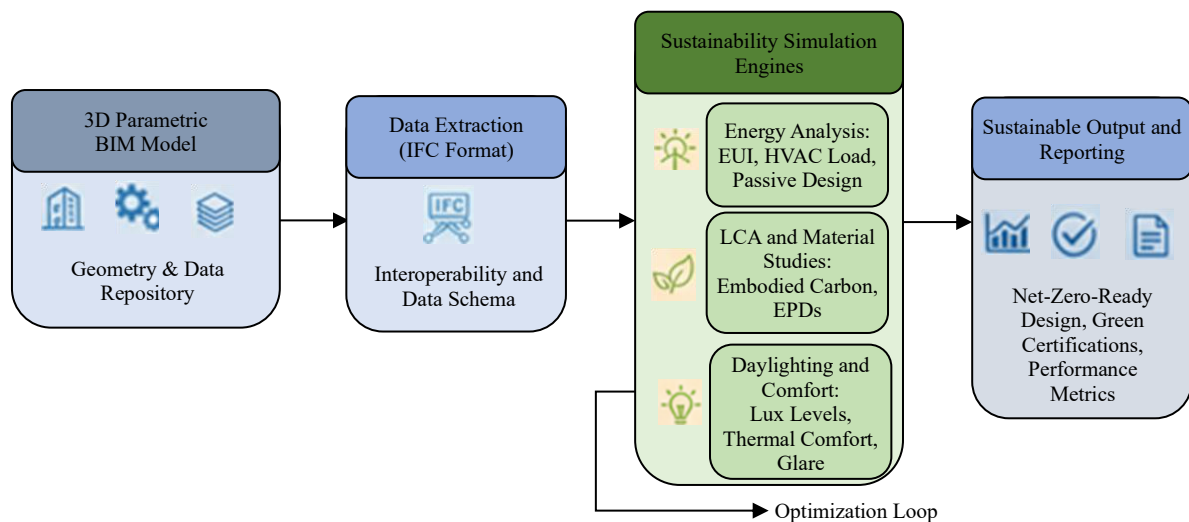 3D Parametric
BIM Model
Geometry & Data
Repository
Data Extraction
(IFC Format)
IFC
Interoperability and
Data Schema
Sustainability Simulation
Engines
Energy Analysis:
EUI, HVAC Load,
Passive Design
LCA and Material
Studies:
Embodied Carbon,
EPDs
Daylighting and
Comfort:
Lux Levels,
Thermal Comfort,
Glare
Optimization Loop
Sustainable Output and
Reporting
Net-Zero-Ready
Design, Green
Certifications,
Performance
Metrics